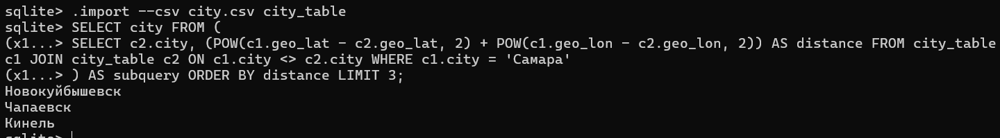 sqlite> .import --csv city.csv city_table
sqlite> SELECT city FROM (
(x1...> SELECT c2.city, (POW(c1.geo_lat - c2.geo_lat, 2) + POW(c1.geo_lon - c2.geo_lon, 2)) AS distance FROM city_table
c1 JOIN city_table c2 ON c1.city <> c2.city WHERE c1.city = 'Самара'
(x1...> ) AS subquery ORDER BY distance LIMIT 3;
Новокуйбышевск
Чапаевск
Кинель
sqlite>